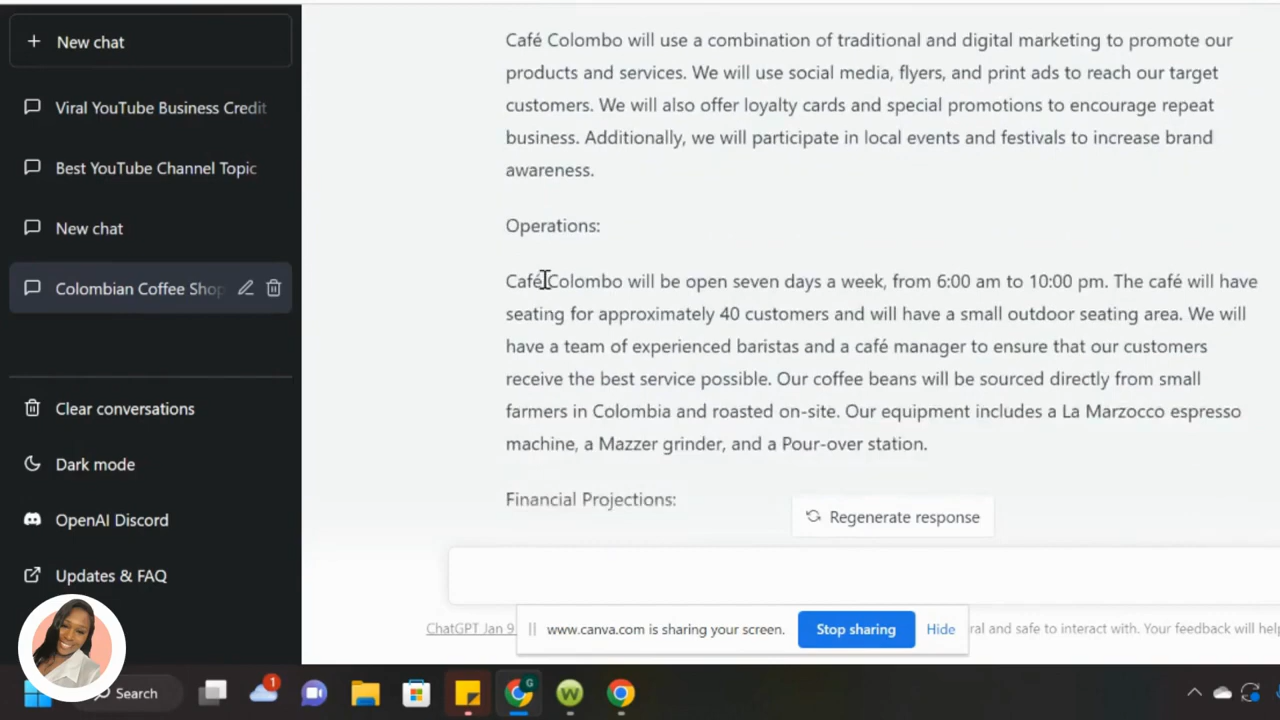 New chat
Viral YouTube Business Credit
Best YouTube Channel Topic
New chat
Colombian Coffee Shop
Clear conversations
Dark mode
OpenAI Discord
Updates & FAQ
Café Colombo will use a combination of traditional and digital marketing to promote our
products and services. We will use social media, flyers, and print ads to reach our target
customers. We will also offer loyalty cards and special promotions to encourage repeat
business. Additionally, we will participate in local events and festivals to increase brand
awareness.
Operations:
Café Colombo will be open seven days a week, from 6:00 am to 10:00 pm. The café will have
seating for approximately 40 customers and will have a small outdoor seating area. We will
have a team of experienced baristas and a café manager to ensure that our customers
receive the best service possible. Our coffee beans will be sourced directly from small
farmers in Colombia and roasted on-site. Our equipment includes a La Marzocco espresso
machine, a Mazzer grinder, and a Pour-over station.
Financial Projections:
Regenerate response
ChatGPT Jan 9
www.canva.com is sharing your screen.
Stop sharing
Hide
and safe to interact with. Your feedback will help
Search
1
G
W